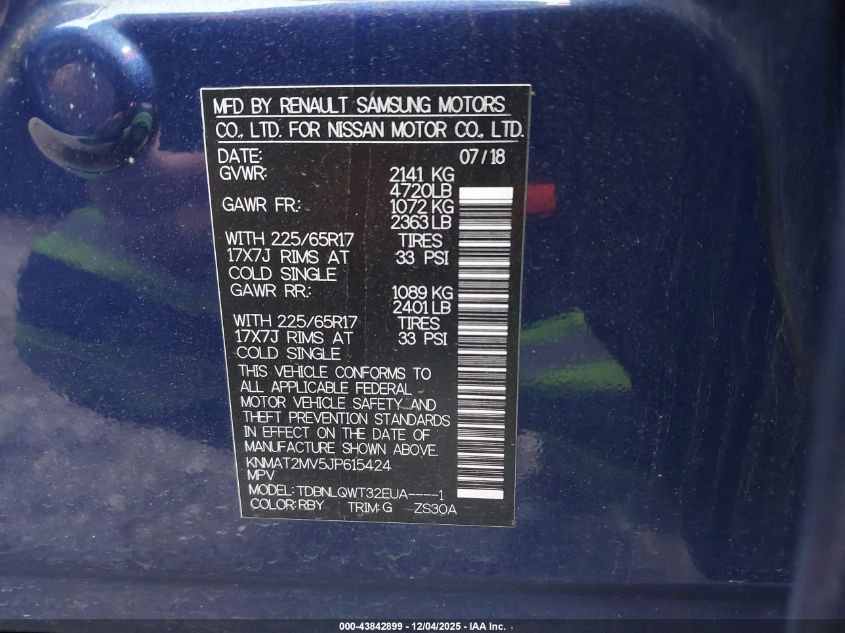 MFD BY RENAULT SAMSUNG MOTORS
CO., LTD. FOR NISSAN MOTOR CO., LTD.
DATE: 07/18
GVWR: 2141 KG
4720LB
GAWR FR: 1072 KG
2363 LB
WITH 225/65R17 TIRES
17X7J RIMS AT 33 PSI
COLD SINGLE
GAWR RR: 1089 KG
2401 LB
WITH 225/65R17 TIRES
17X7J RIMS AT 33 PSI
COLD SINGLE
THIS VEHICLE CONFORMS TO
ALL APPLICABLE FEDERAL
MOTOR VEHICLE SAFETY AND
THEFT PREVENTION STANDARDS
IN EFFECT ON THE DATE OF
MANUFACTURE SHOWN ABOVE.
KNMAT2MV5JP615424
MPV
MODEL: TDBNLQWT32EUA----1
COLOR:RBY TRIM:G ZS30A
000-43842899 - 12/04/2025 - IAA Inc.